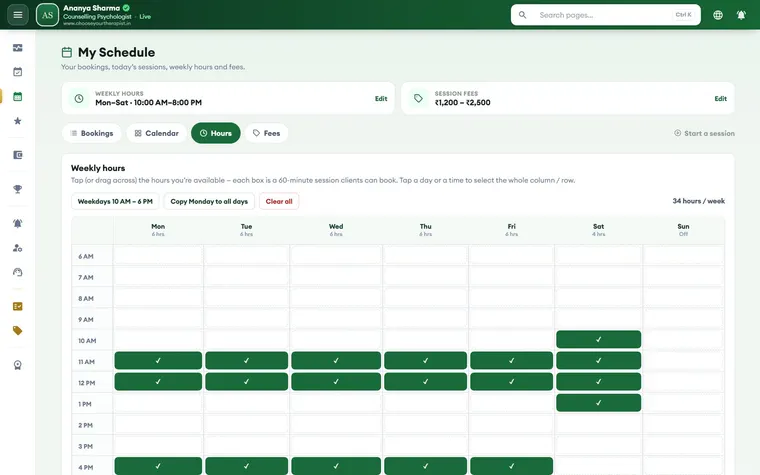 AS
Ananya Sharma
Counselling Psychologist · Live
www.chooseyourtherapist.in
Search pages...
Ctrl K
My Schedule
Your bookings, today's sessions, weekly hours and fees.
WEEKLY HOURS
Mon–Sat · 10:00 AM–8:00 PM
Edit
SESSION FEES
₹1,200 – ₹2,500
Edit
Bookings
Calendar
Hours
Fees
Start a session
Weekly hours
Tap (or drag across) the hours you're available – each box is a 60-minute session clients can book. Tap a day or a time to select the whole column / row.
Weekdays 10 AM – 6 PM
Copy Monday to all days
Clear all
34 hours / week
Mon Tue Wed Thu Fri Sat Sun
6 hrs 6 hrs 6 hrs 6 hrs 6 hrs 4 hrs Off
6 AM
7 AM
8 AM
9 AM
10 AM ✓
11 AM ✓ ✓ ✓ ✓ ✓ ✓
12 PM ✓ ✓ ✓ ✓ ✓ ✓
1 PM ✓
2 PM
3 PM
4 PM ✓ ✓ ✓ ✓ ✓